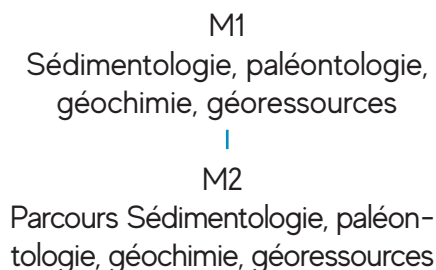 M1
Sédimentologie, paléontologie,
géochimie, géoressources
M2
Parcours Sédimentologie, paléon-
tologie, géochimie, géoressources